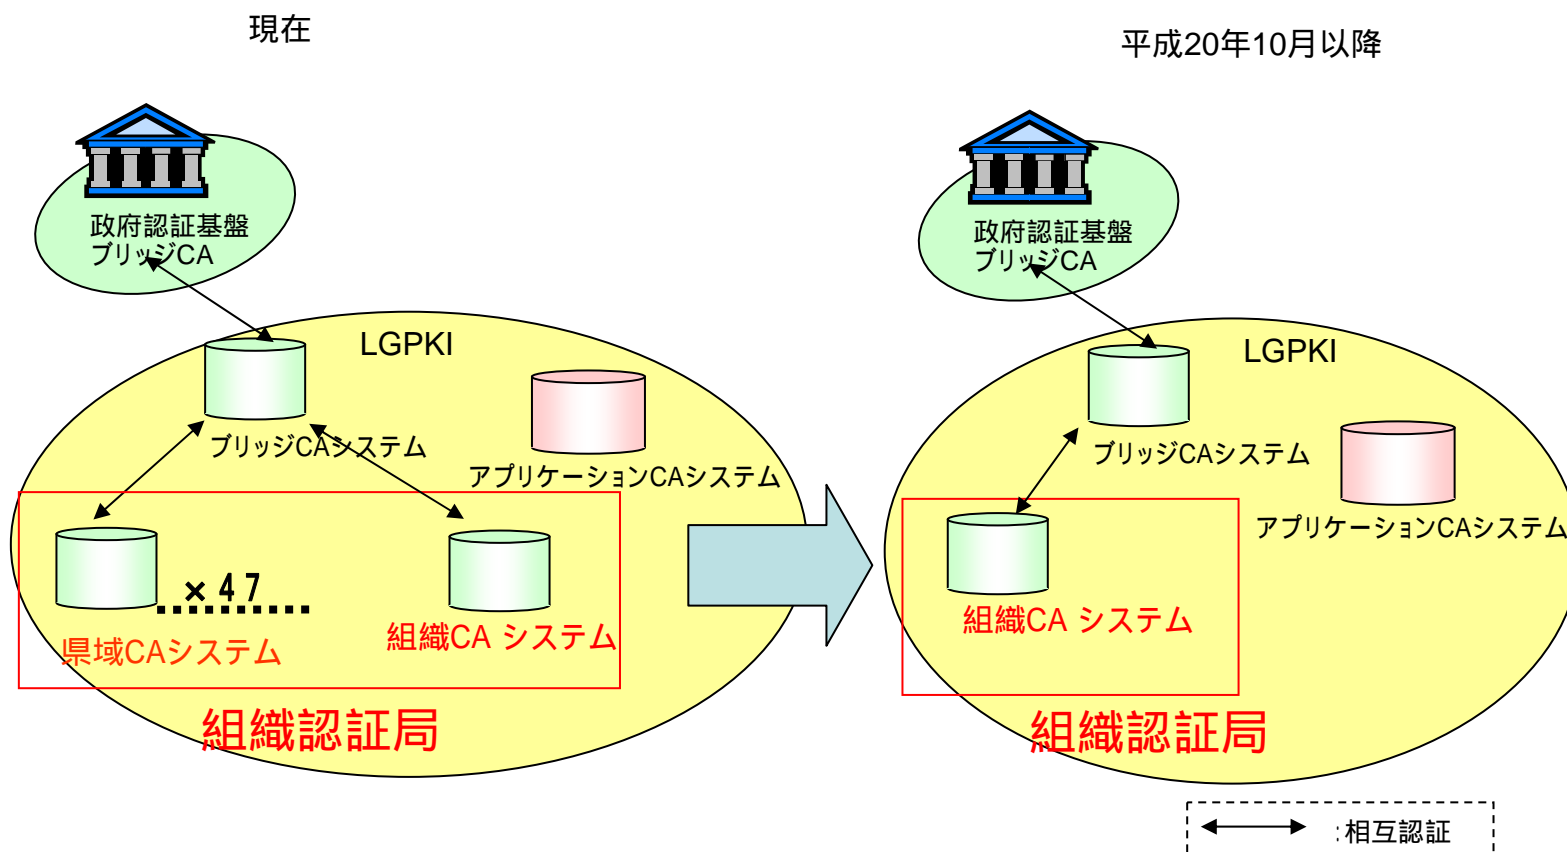 現在
平成20年10月以降
政府認証基盤
ブリッジCA
LGPKI
ブリッジCAシステム
アプリケーションCAシステム
×47
県域CAシステム
組織CA システム
組織認証局
政府認証基盤
ブリッジCA
LGPKI
ブリッジCAシステム
アプリケーションCAシステム
組織CA システム
組織認証局
:相互認証